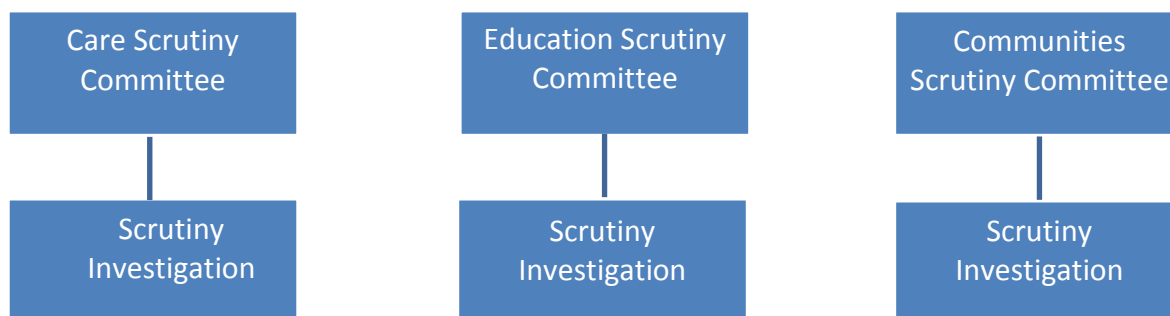 Care Scrutiny
Committee
Education Scrutiny
Committee
Communities
Scrutiny Committee
Scrutiny
Investigation
Scrutiny
Investigation
Scrutiny
Investigation